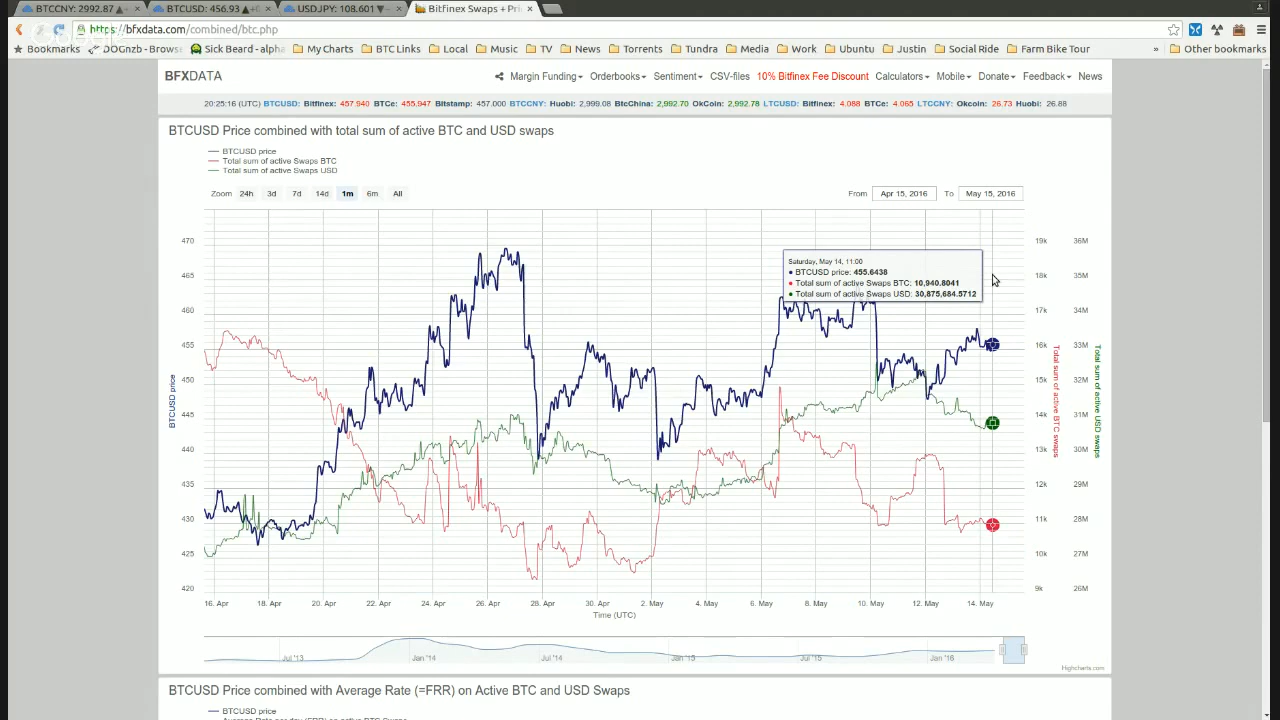 BTCCNY: 2992.87 ▲
BTCUSD: 456.93 ▲
USDJPY: 108.601 ▼
Bitfinex Swaps + Pri
https://bfxdata.com/combined/btc.php
Bookmarks DOGnzb - Brows Sick Beard - alpha My Charts BTC Links Local Music TV News Torrents Tundra Media Work Ubuntu Justin Social Ride Farm Bike Tour » Other bookmarks
BFXDATA Margin Funding Orderbooks Sentiment CSV-files 10% Bitfinex Fee Discount Calculators Mobile Donate Feedback News
20:25:16 (UTC) BTCUSD: Bitfinex: 457.940 BTCe: 455.947 Bitstamp: 457.000 BTCCNY: Huobi: 2,999.08 BtcChina: 2,992.70 OkCoin: 2,992.78 LTCUSD: Bitfinex: 4.088 BTCe: 4.065 LTCCNY: Okcoin: 26.73 Huobi: 26.88
BTCUSD Price combined with total sum of active BTC and USD swaps
BTCUSD price
Total sum of active Swaps BTC
Total sum of active Swaps USD
Zoom 24h 3d 7d 14d 1m 6m All From Apr 15, 2016 To May 15, 2016
470 19k 36M
465 18k 35M
460 17k 34M
455 16k 33M
450 15k 32M
445 14k 31M
440 13k 30M
435 12k 29M
430 11k 28M
425 10k 27M
420 9k 26M
BTCUSD price
Total sum of active BTC swaps
Total sum of active USD swaps
Saturday, May 14, 11:00
BTCUSD price: 455.6438
Total sum of active Swaps BTC: 10,940.8041
Total sum of active Swaps USD: 30,875,684.5712
16. Apr 18. Apr 20. Apr 22. Apr 24. Apr 26. Apr 28. Apr 30. Apr 2. May 4. May 6. May 8. May 10. May 12. May 14. May
Time (UTC)
Jul '13 Jan '14 Jul '14 Jan '15 Jul '15 Jan '16
Highcharts.com
BTCUSD Price combined with Average Rate (=FRR) on Active BTC and USD Swaps
BTCUSD price
Average Rate per day (FRR) on active BTC swaps